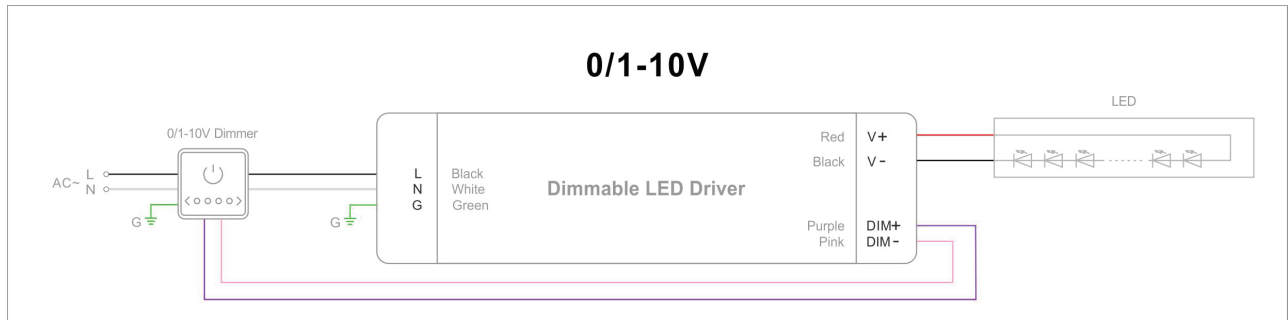 0/1-10V
LED
0/1-10V Dimmer
AC~ L
N
G
G
L Black
N White
G Green
Dimmable LED Driver
Red V+
Black V-
Purple DIM+
Pink DIM-